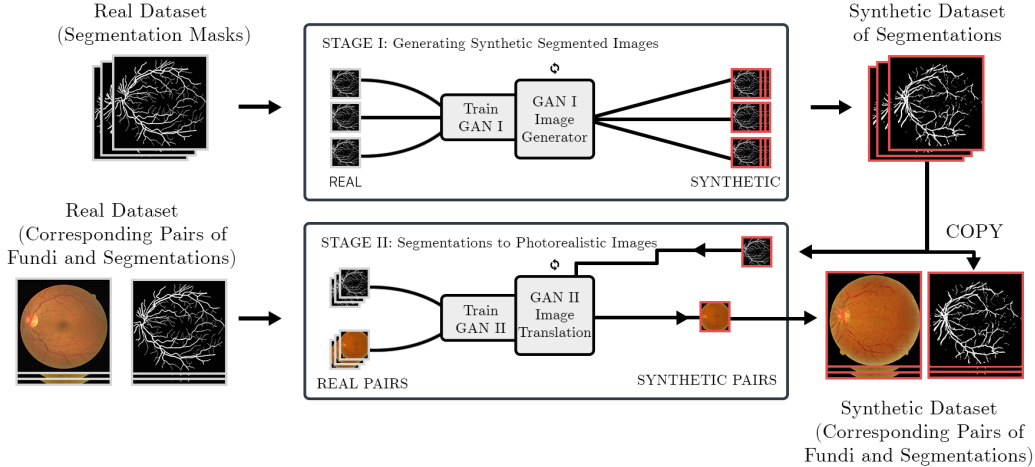 Real Dataset
(Segmentation Masks)
STAGE I: Generating Synthetic Segmented Images
Train
GAN I
GAN I
Image
Generator
REAL
SYNTHETIC
Synthetic Dataset
of Segmentations
Real Dataset
(Corresponding Pairs of
Fundi and Segmentations)
STAGE II: Segmentations to Photorealistic Images
Train
GAN II
GAN II
Image
Translation
REAL PAIRS
SYNTHETIC PAIRS
COPY
Synthetic Dataset
(Corresponding Pairs of
Fundi and Segmentations)